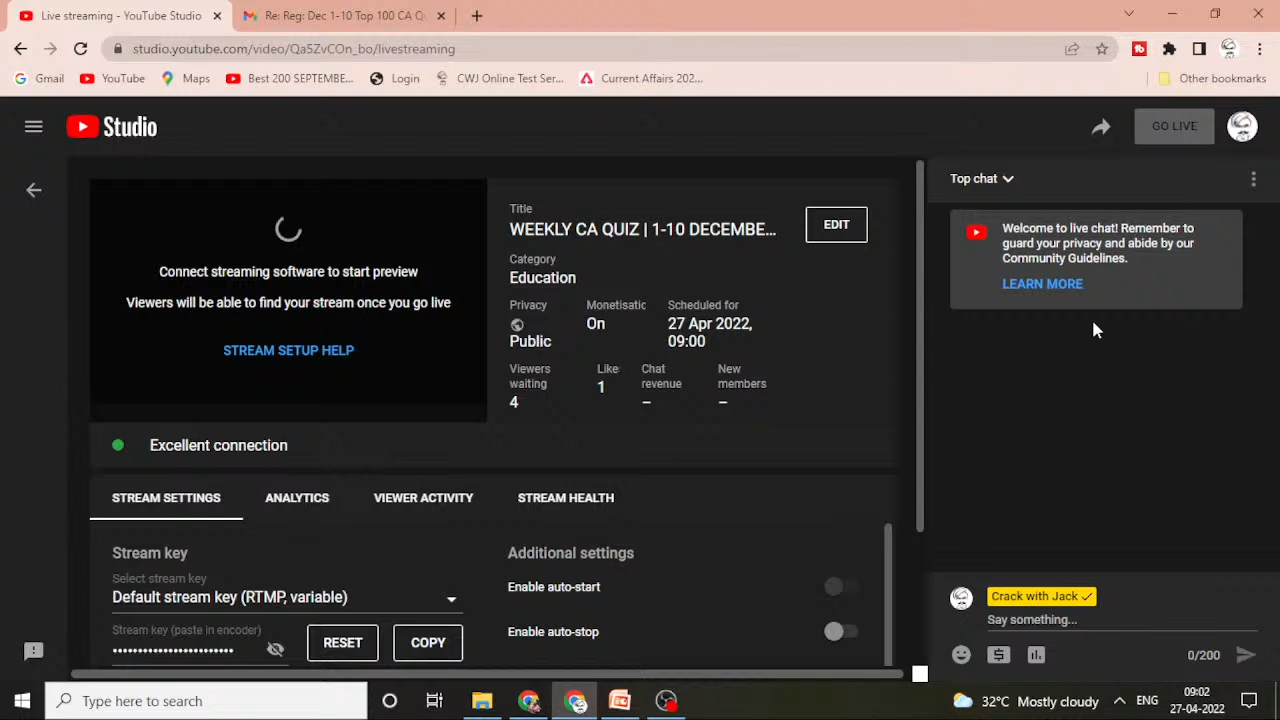 Live streaming - YouTube Studio
Re: Reg: Dec 1-10 Top 100 CA Q
studio.youtube.com/video/Qa5ZvCOn_bo/livestreaming
Gmail
YouTube
Maps
Best 200 SEPTEMBE...
Login
CWJ Online Test Ser...
Current Affairs 202...
Other bookmarks
Studio
GO LIVE
Connect streaming software to start preview
Viewers will be able to find your stream once you go live
STREAM SETUP HELP
Title
WEEKLY CA QUIZ | 1-10 DECEMBE...
EDIT
Category
Education
Privacy
Public
Monetisatic
On
Scheduled for
27 Apr 2022,
09:00
Viewers
waiting
4
Like
1
Chat
revenue
–
New
members
–
Excellent connection
STREAM SETTINGS
ANALYTICS
VIEWER ACTIVITY
STREAM HEALTH
Stream key
Select stream key
Default stream key (RTMP, variable)
Stream key (paste in encoder)
••••••••••••••••••••••••
RESET
COPY
Additional settings
Enable auto-start
Enable auto-stop
Top chat
Welcome to live chat! Remember to
guard your privacy and abide by our
Community Guidelines.
LEARN MORE
Crack with Jack
Say something...
0/200
Type here to search
32°C Mostly cloudy
ENG
09:02
27-04-2022